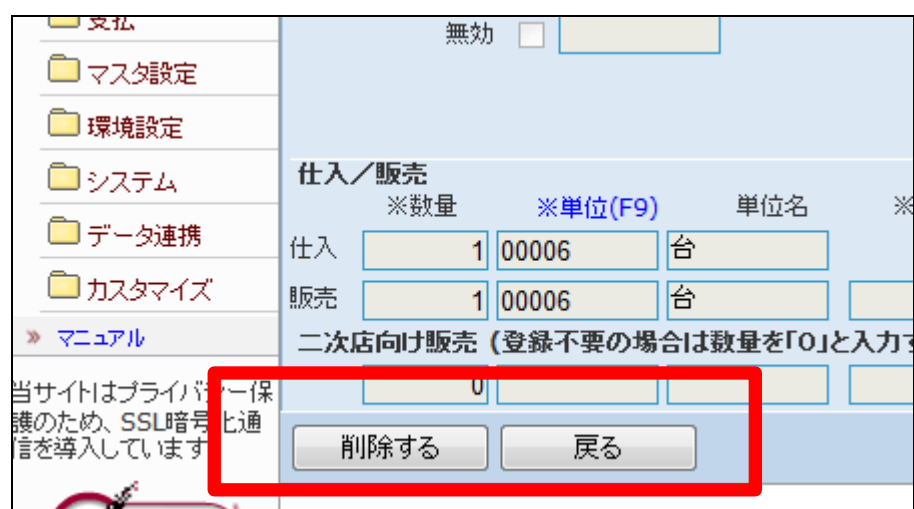 支払
無効
マスタ設定
環境設定
システム
データ連携
カスタマイズ
» マニュアル
当サイトはプライバシー保
護のため、SSL暗号化通
信を導入しています
仕入／販売
※数量 ※単位(F9) 単位名 ※
仕入 1 00006 台
販売 1 00006 台
二次店向け販売（登録不要の場合は数量を「0」と入力す
0
削除する 戻る